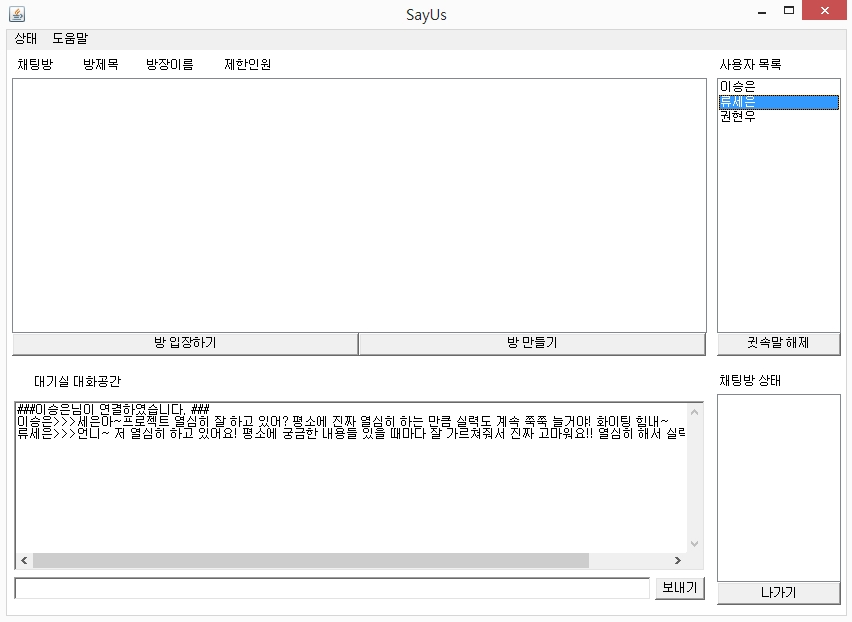 SayUs
상태 도움말
채팅방 방제목 방장이름 제한인원
사용자 목록
이승은
류세은
권현우
방 입장하기 방 만들기 귓속말 해제
대기실 대화공간
채팅방 상태
###이승은님이 연결하였습니다. ###
이승은>>>세은아~프로젝트 열심히 잘 하고 있어? 평소에 진짜 열심히 하는 만큼 실력도 계속 쭉쭉 늘거야! 화이팅 힘내~
류세은>>>언니~ 저 열심히 하고 있어요! 평소에 궁금한 내용들 있을 때마다 잘 가르쳐줘서 진짜 고마워요!! 열심히 해서 실력
보내기
나가기